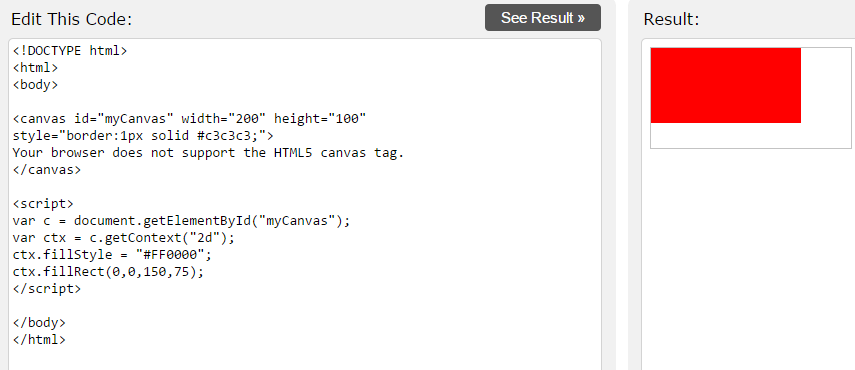 Edit This Code:
See Result »
Result:
<!DOCTYPE html>
<html>
<body>
<canvas id="myCanvas" width="200" height="100"
style="border:1px solid #c3c3c3;">
Your browser does not support the HTML5 canvas tag.
</canvas>
<script>
var c = document.getElementById("myCanvas");
var ctx = c.getContext("2d");
ctx.fillStyle = "#FF0000";
ctx.fillRect(0,0,150,75);
</script>
</body>
</html>